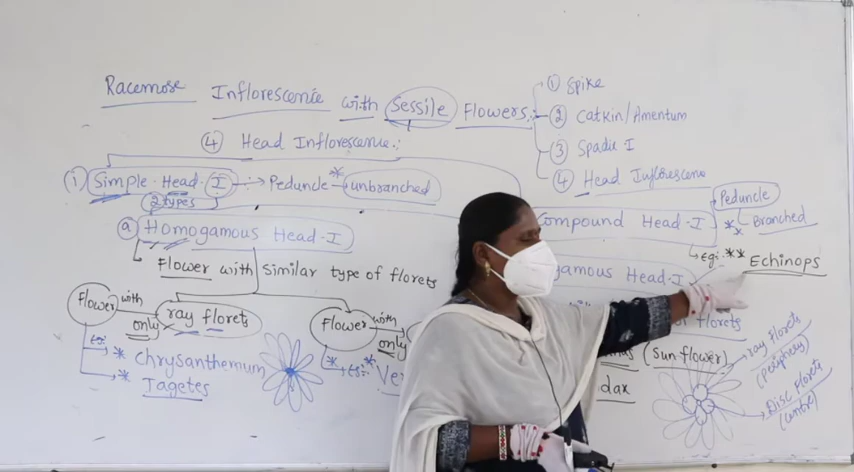 Racemose Inflorescence with Sessile Flowers:-
① Spike
② Catkin/Amentum
③ Spadix I
④ Head Inflorescence
④ Head Inflorescence:
(i) Simple Head I → Peduncle * unbranched
② types
Compound Head-I
Peduncle
** Branched
eg: ** Echinops
ⓐ Homogamous Head-I
gamous Head-I
Flower with similar type of florets
florets
Flower with only ray florets
eg: * Chrysanthemum
* Tagetes
Flower with only
* eg: * Ve
(Sunflower)
dax
ray florets (periphery)
Disc florets (centre)